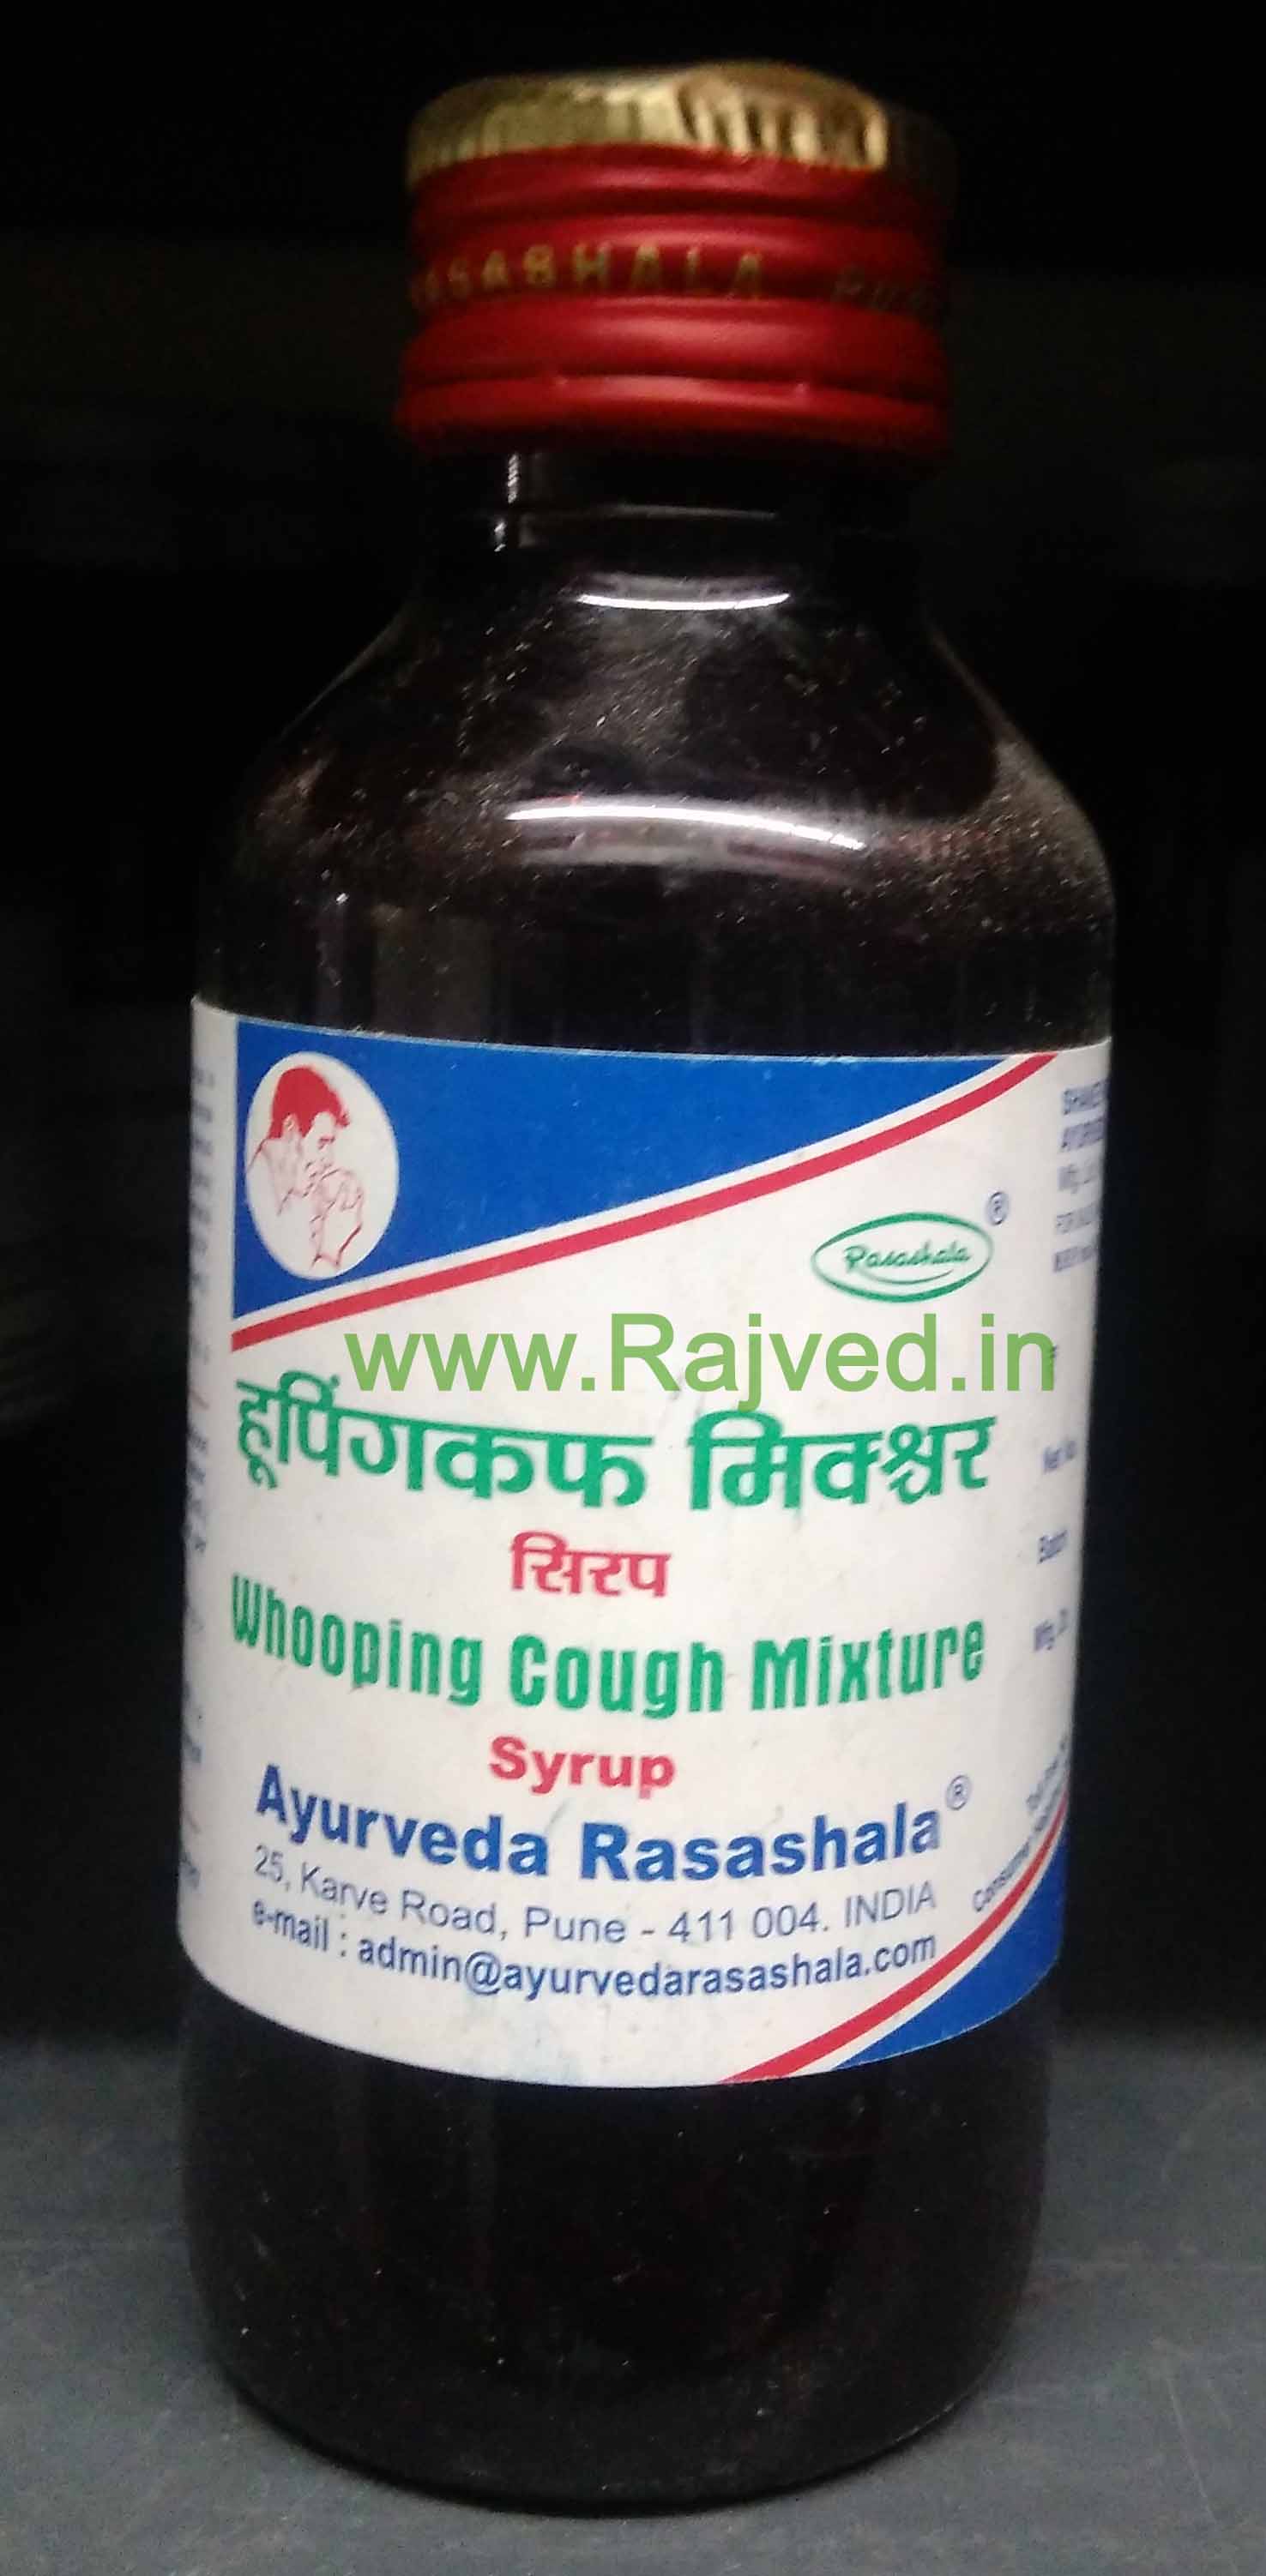 RASASHALA
Rasashala ®
www.Rajved.in
हूपिंगकफ मिक्श्चर
सिरप
Whooping Cough Mixture
Syrup
Ayurveda Rasashala ®
25, Karve Road, Pune - 411 004. INDIA
e-mail : admin@ayurvedarasashala.com